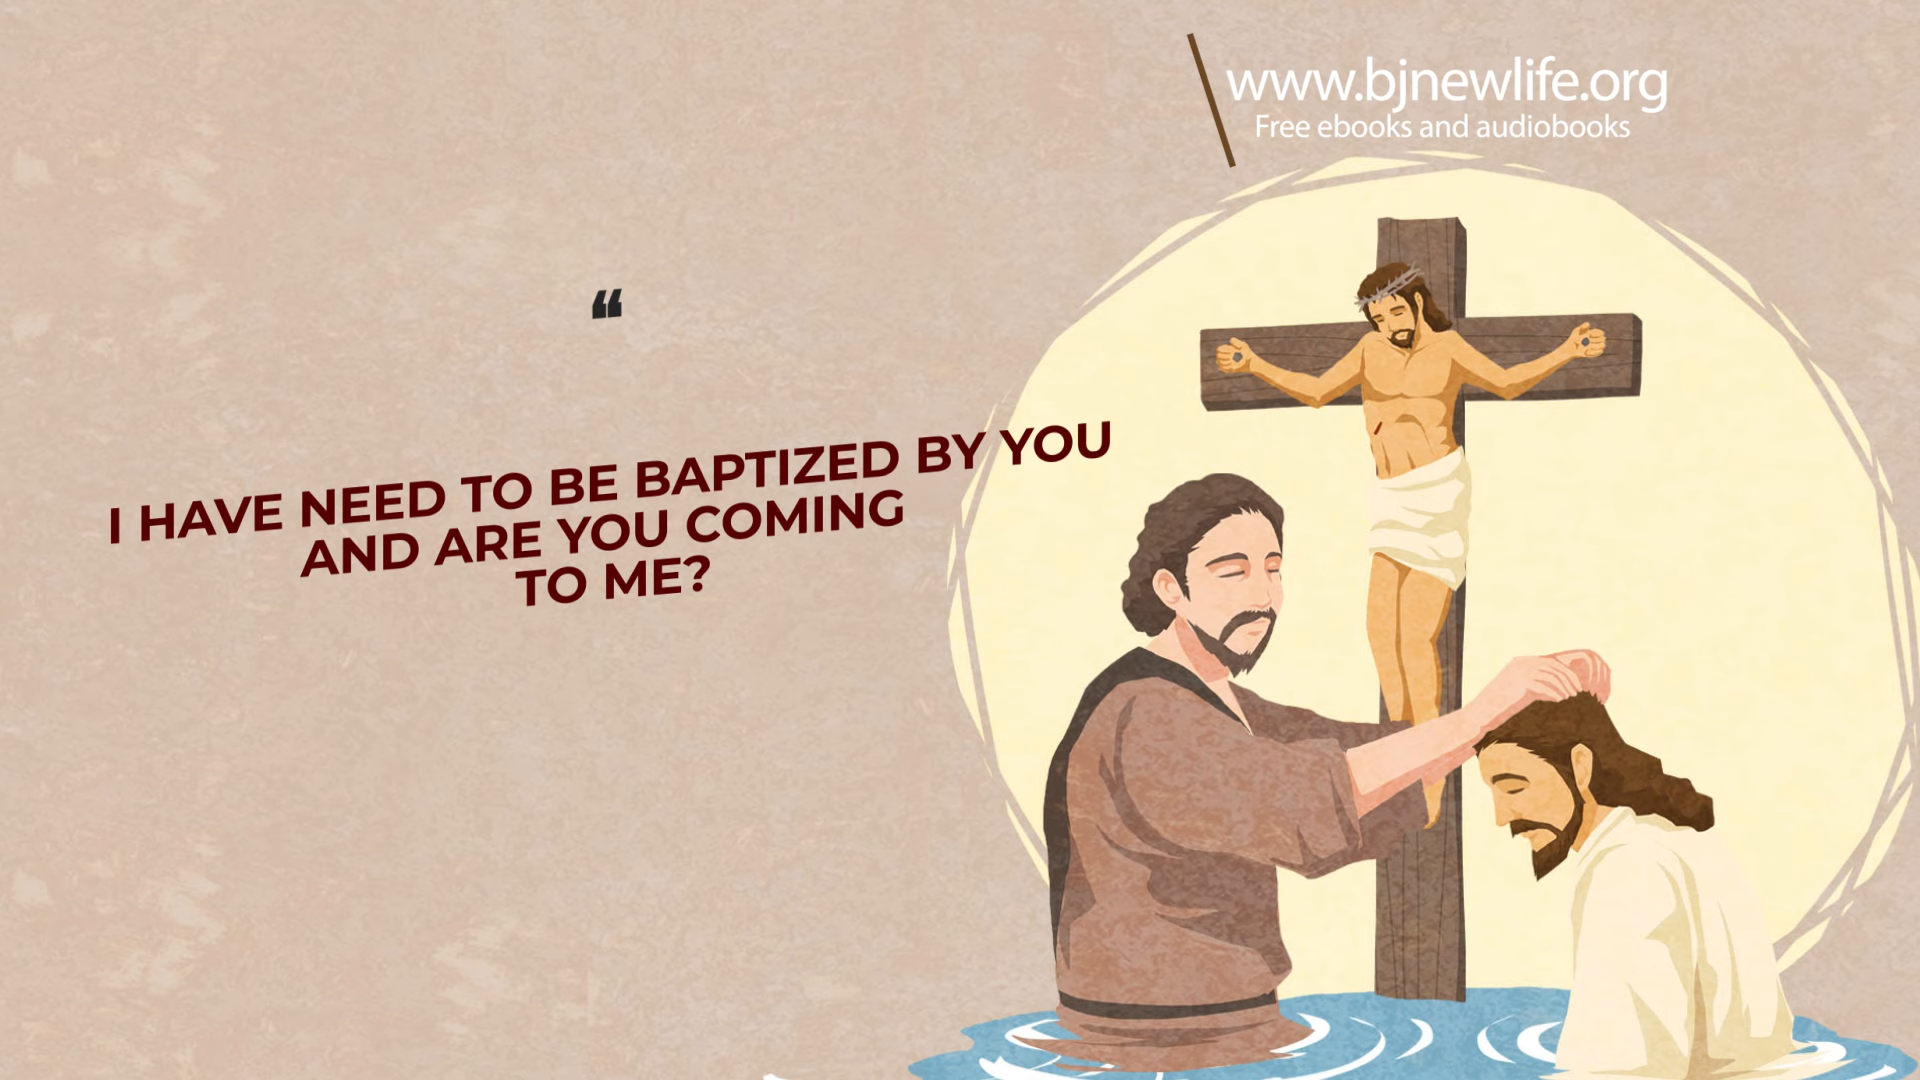 www.bjnewlife.org
Free ebooks and audiobooks
❝
I HAVE NEED TO BE BAPTIZED BY YOU
AND ARE YOU COMING
TO ME?